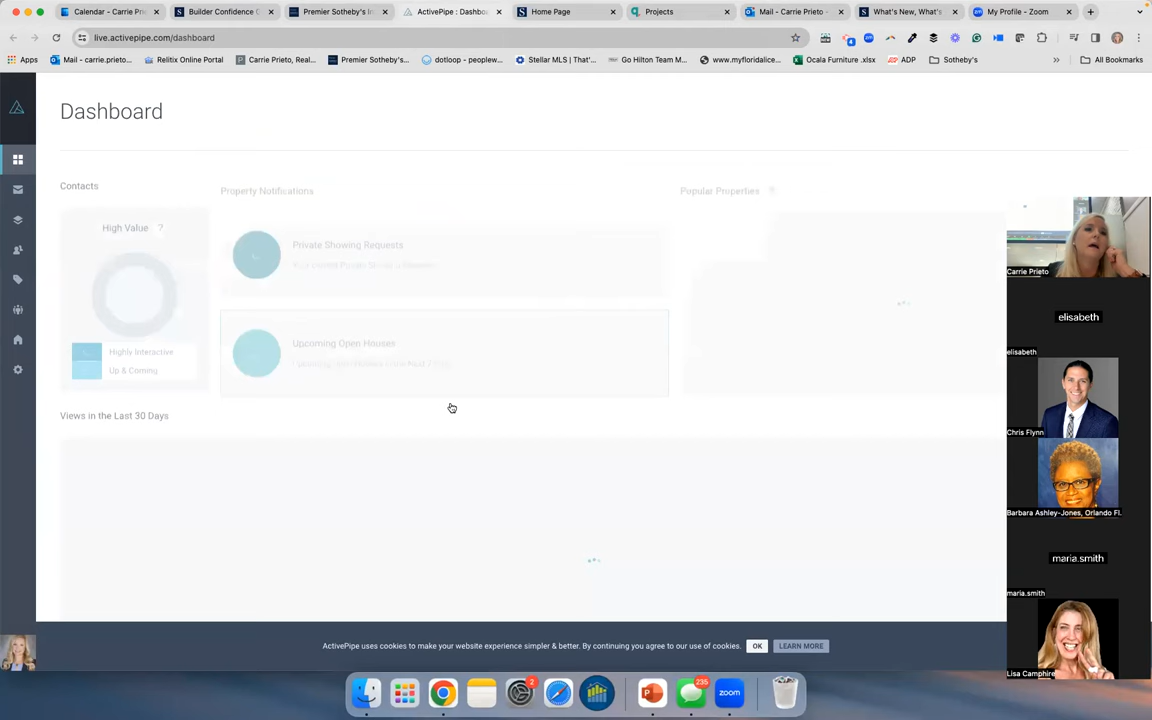 Calendar – Carrie Pri
Builder Confidence
Premier Sotheby's In
ActivePipe : Dashboa
Home Page
Projects
Mail – Carrie Prieto –
What's New, What's
My Profile - Zoom
live.activepipe.com/dashboard
Apps
Mail - carrie.prieto...
Relitix Online Portal
Carrie Prieto, Real...
Premier Sotheby's...
dotloop - peoplew...
Stellar MLS | That'...
Go Hilton Team M...
www.myfloridalice...
Ocala Furniture .xlsx
ADP
Sotheby's
All Bookmarks
Dashboard
Contacts
Property Notifications
Popular Properties ?
High Value ?
Private Showing Requests
Highly Interactive
Up & Coming
Upcoming Open Houses
Views in the Last 30 Days
Carrie Prieto
elisabeth
elisabeth
Chris Flynn
Barbara Ashley-Jones, Orlando Fl.
maria.smith
maria.smith
Lisa Camphire
ActivePipe uses cookies to make your website experience simpler & better. By continuing you agree to our use of cookies.
OK
LEARN MORE
2
235
zoom